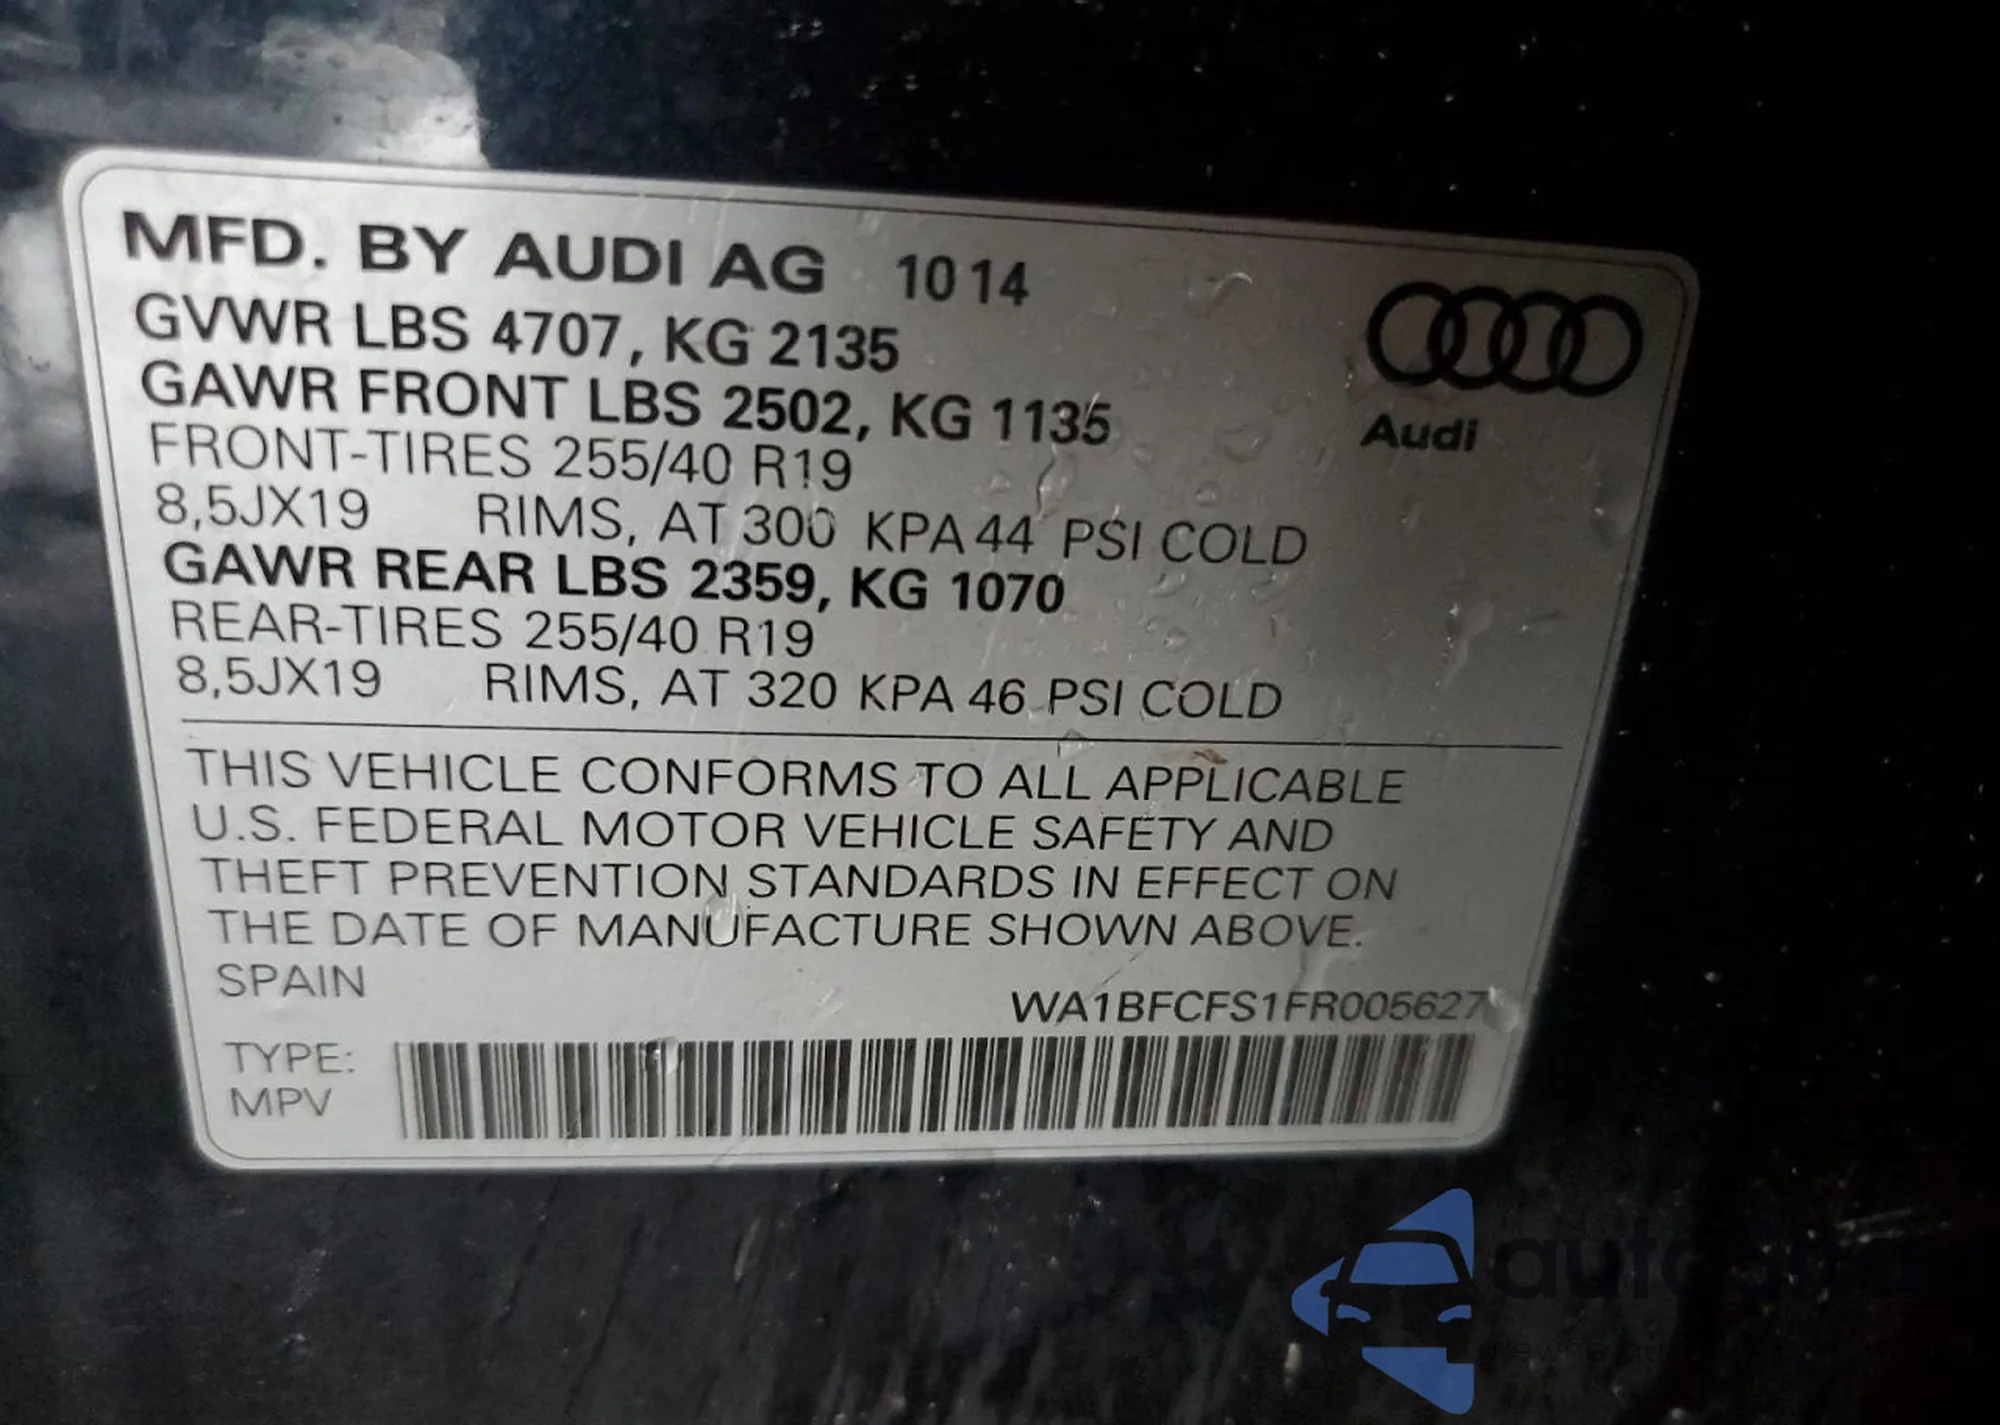 MFD. BY AUDI AG 10 14
GVWR LBS 4707, KG 2135
GAWR FRONT LBS 2502, KG 1135
FRONT-TIRES 255/40 R19
8,5JX19 RIMS, AT 300 KPA 44 PSI COLD
GAWR REAR LBS 2359, KG 1070
REAR-TIRES 255/40 R19
8,5JX19 RIMS, AT 320 KPA 46 PSI COLD
Audi
THIS VEHICLE CONFORMS TO ALL APPLICABLE
U.S. FEDERAL MOTOR VEHICLE SAFETY AND
THEFT PREVENTION STANDARDS IN EFFECT ON
THE DATE OF MANUFACTURE SHOWN ABOVE.
SPAIN
WA1BFCFS1FR005627
TYPE:
MPV